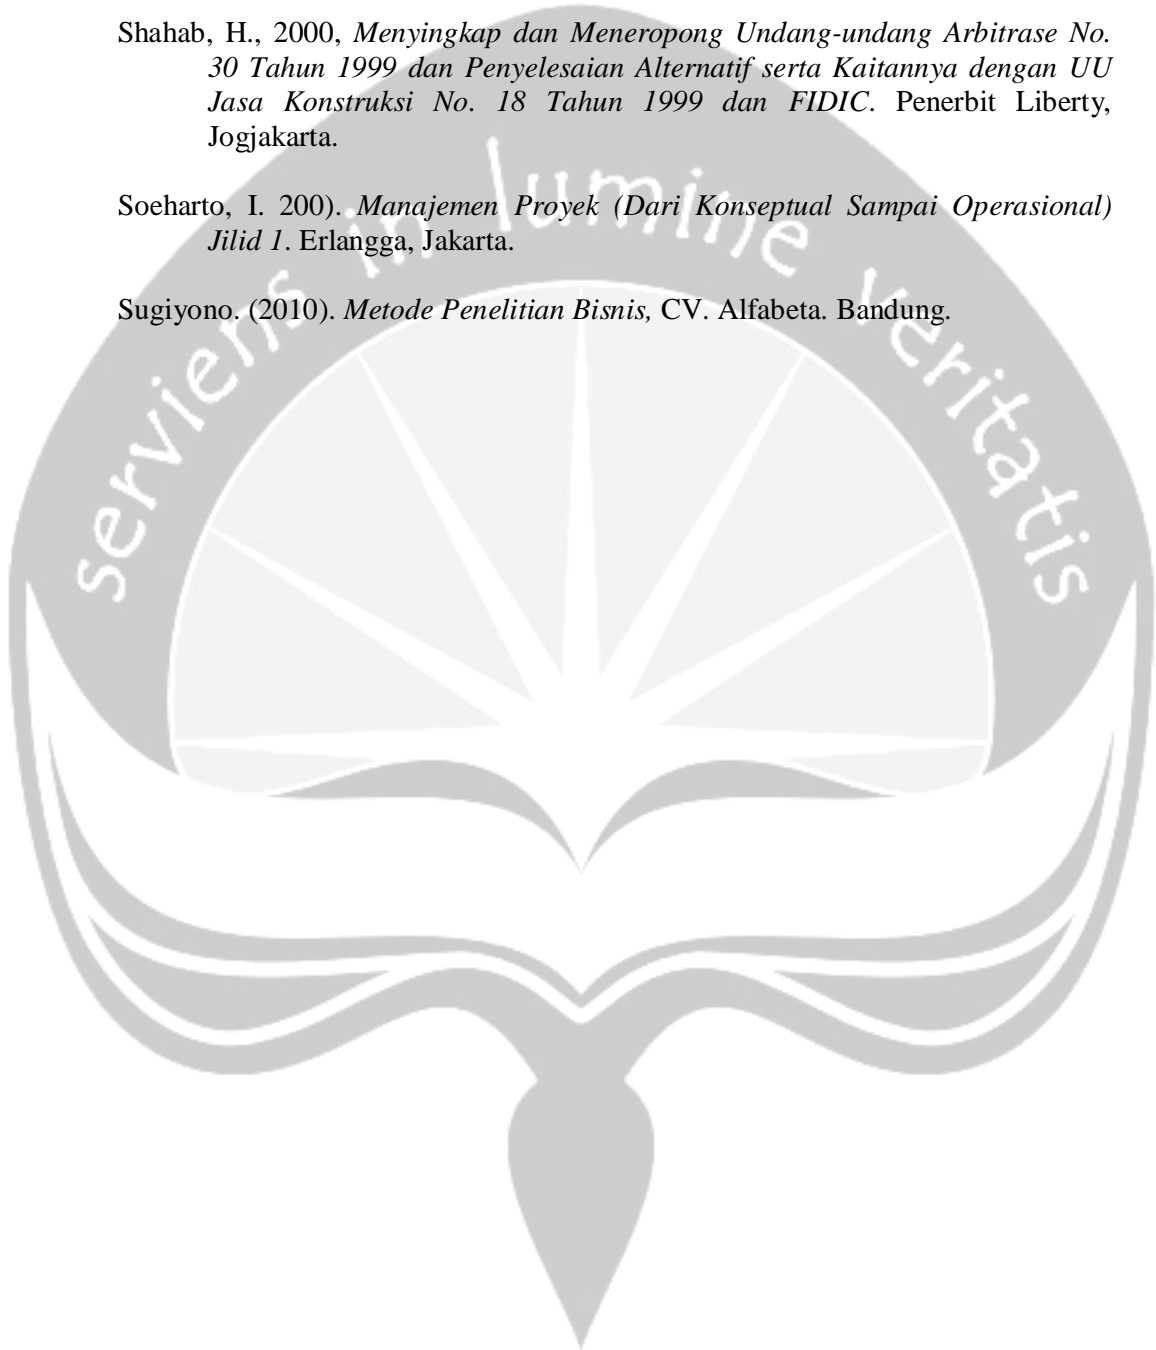 Shahab, H., 2000, Menyingkap dan Meneropong Undang-undang Arbitrase No.
30 Tahun 1999 dan Penyelesaian Alternatif serta Kaitannya dengan UU
Jasa Konstruksi No. 18 Tahun 1999 dan FIDIC. Penerbit Liberty,
Jogjakarta.
Soeharto, I. 200). Manajemen Proyek (Dari Konseptual Sampai Operasional)
Jilid 1. Erlangga, Jakarta.
Sugiyono. (2010). Metode Penelitian Bisnis, CV. Alfabeta. Bandung.
serviens in lumine veritatis